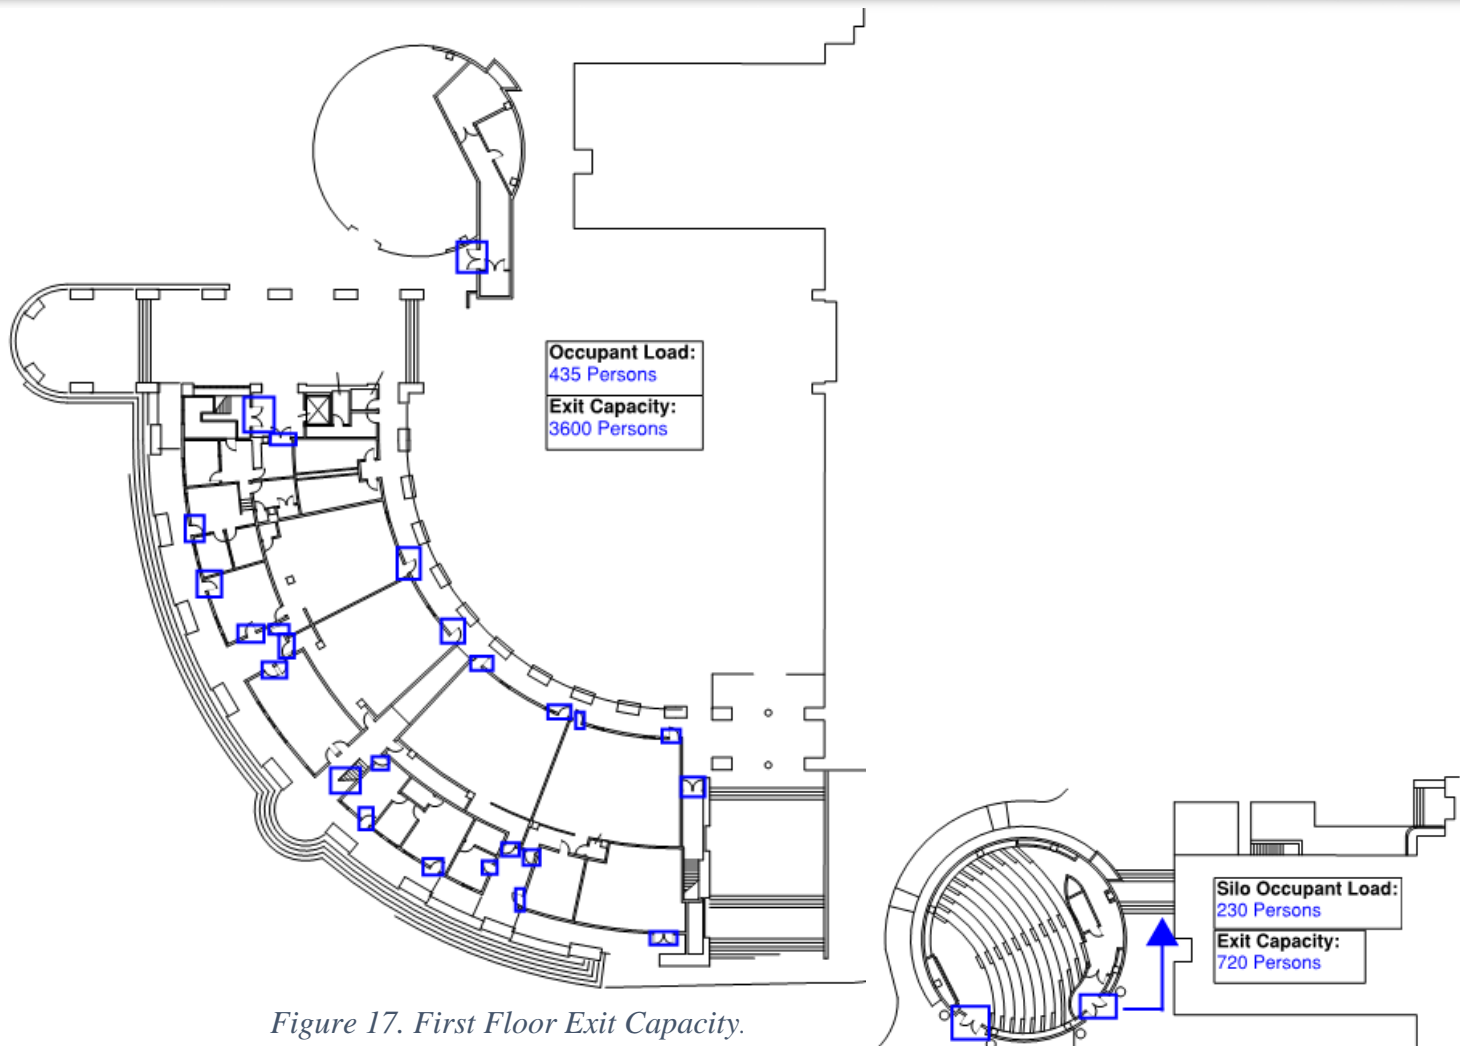 Occupant Load:
435 Persons
Exit Capacity:
3600 Persons
Silo Occupant Load:
230 Persons
Exit Capacity:
720 Persons
Figure 17. First Floor Exit Capacity.